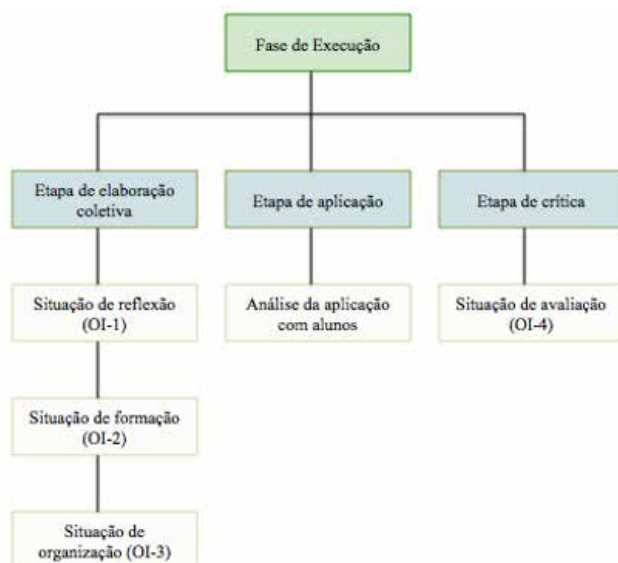 Fase de Execução
Etapa de elaboração
coletiva
Etapa de aplicação
Etapa de crítica
Situação de reflexão
(OI-1)
Análise da aplicação
com alunos
Situação de avaliação
(OI-4)
Situação de formação
(OI-2)
Situação de
organização (OI-3)